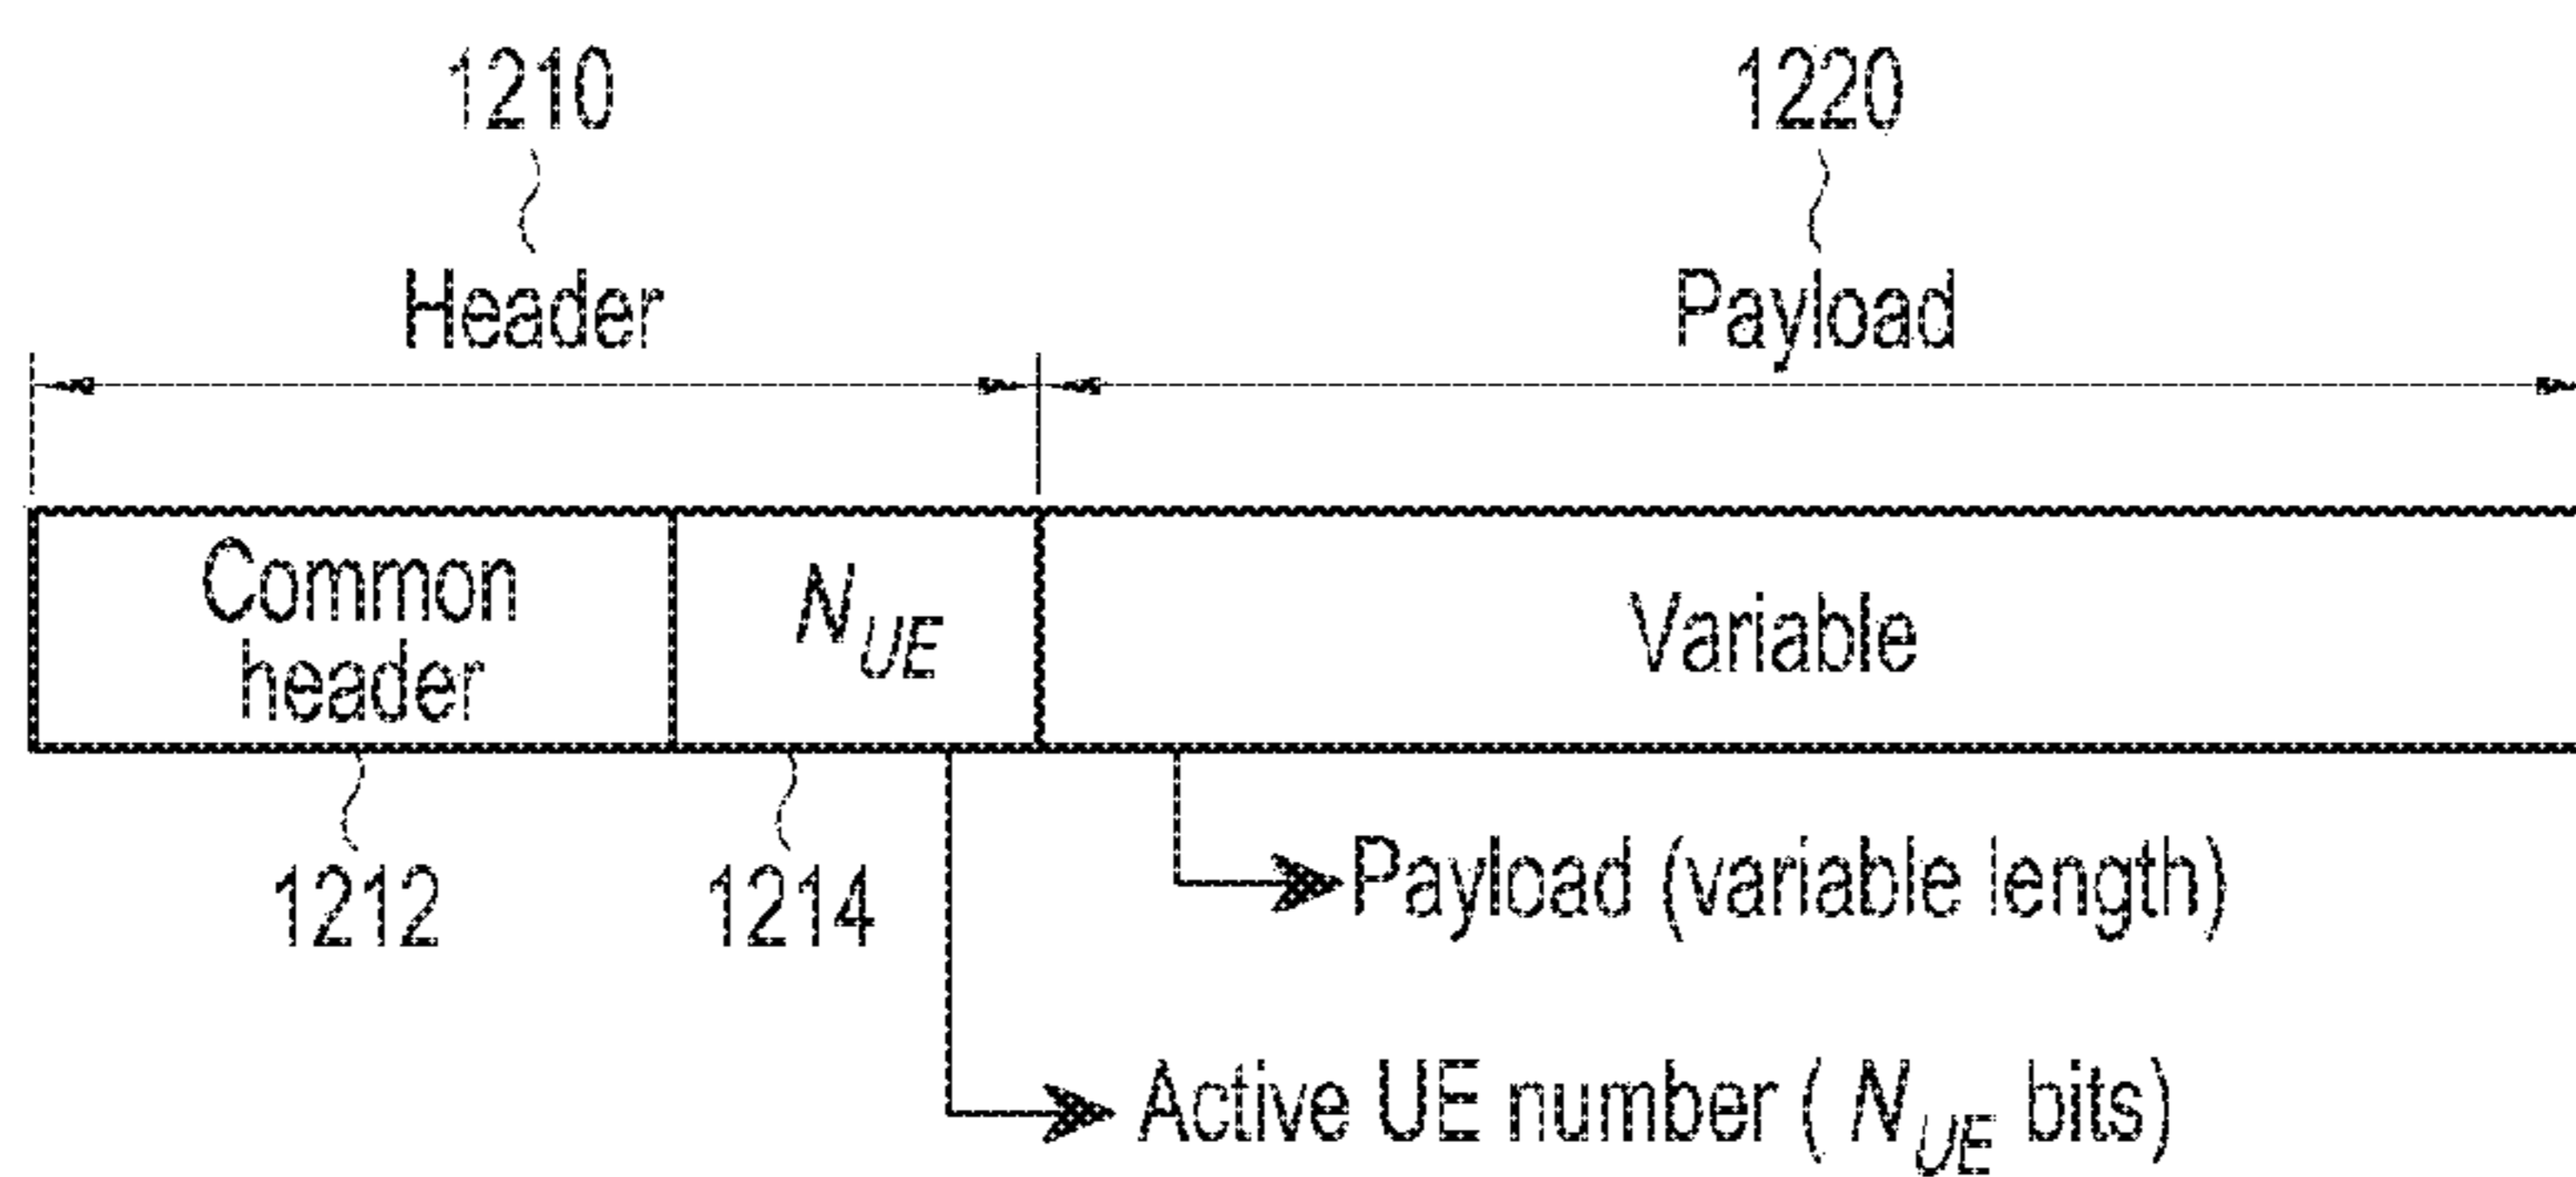 1210
1220
Header
Payload
Common
header
N_UE
Variable
1212
1214
Payload (variable length)
Active UE number ( N_UE bits)